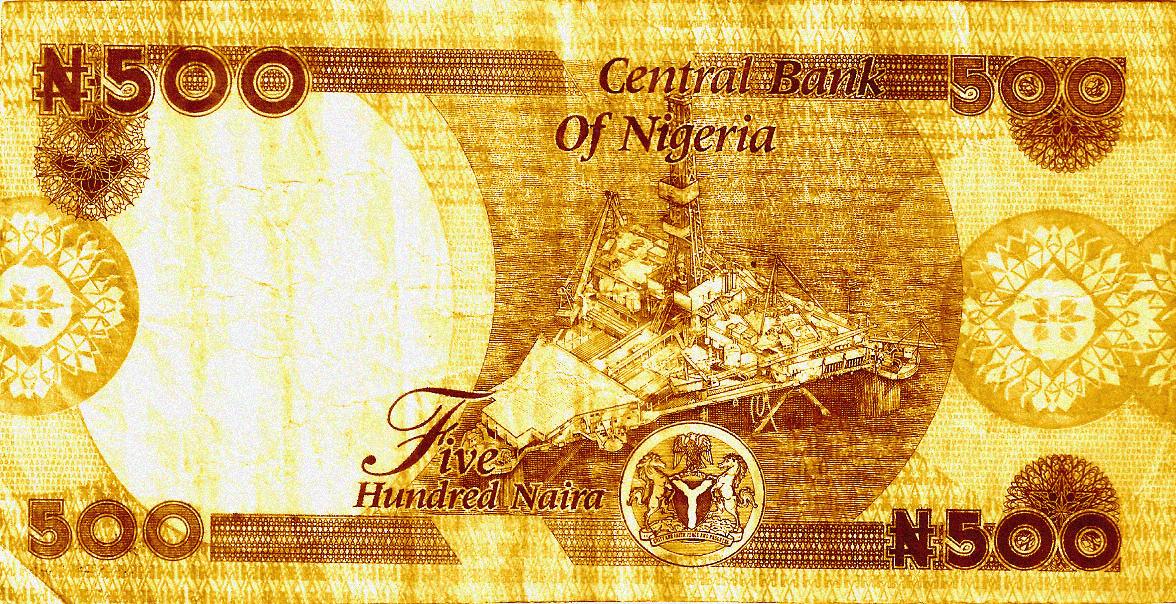 ₦500
Central Bank
Of Nigeria
500
Five
Hundred Naira
500
₦500